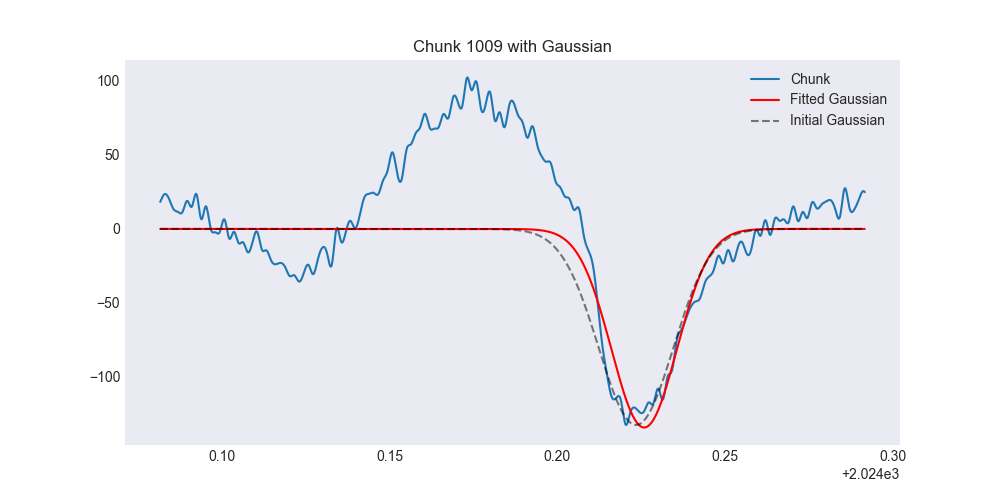 Chunk 1009 with Gaussian
Chunk
Fitted Gaussian
Initial Gaussian
100
50
0
−50
−100
0.10
0.15
0.20
0.25
0.30
+2.024e3